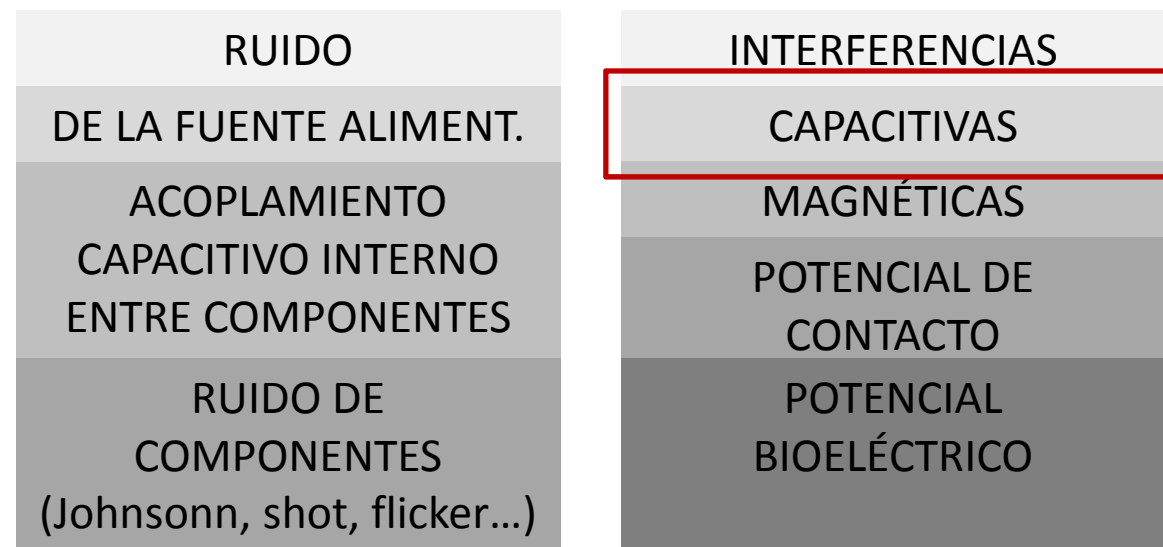 RUIDO
DE LA FUENTE ALIMENT.
ACOPLAMIENTO
CAPACITIVO INTERNO
ENTRE COMPONENTES
RUIDO DE
COMPONENTES
(Johnsonn, shot, flicker…)
INTERFERENCIAS
CAPACITIVAS
MAGNÉTICAS
POTENCIAL DE
CONTACTO
POTENCIAL
BIOELÉCTRICO